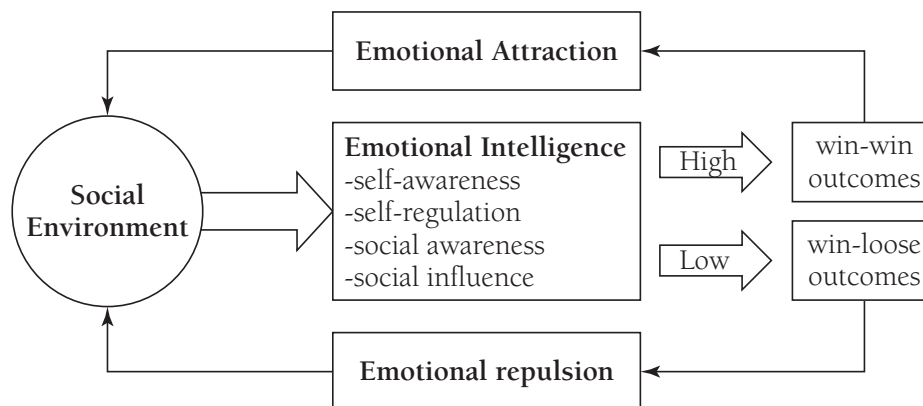 Emotional Attraction
Social
Environment
Emotional Intelligence
-self-awareness
-self-regulation
-social awareness
-social influence
High
Low
win-win
outcomes
win-loose
outcomes
Emotional repulsion